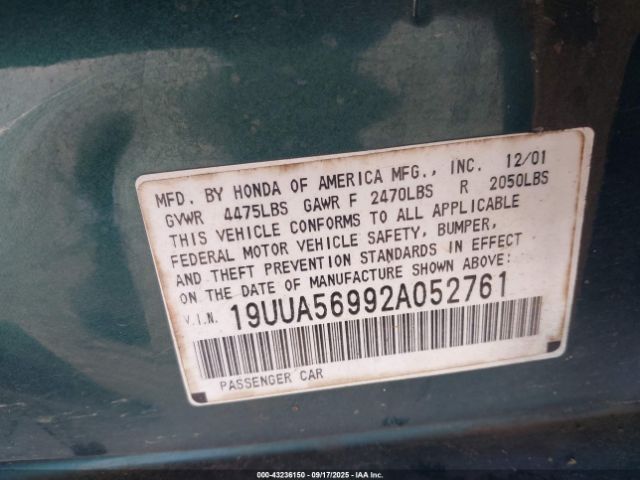 MFD. BY HONDA OF AMERICA MFG., INC. 12/01
GVWR 4475LBS GAWR F 2470LBS R 2050LBS
THIS VEHICLE CONFORMS TO ALL APPLICABLE
FEDERAL MOTOR VEHICLE SAFETY, BUMPER,
AND THEFT PREVENTION STANDARDS IN EFFECT
ON THE DATE OF MANUFACTURE SHOWN ABOVE.
V.I.N. 19UUA56992A052761
PASSENGER CAR
000-43236150 | 09/17/2025 | IAA Inc.